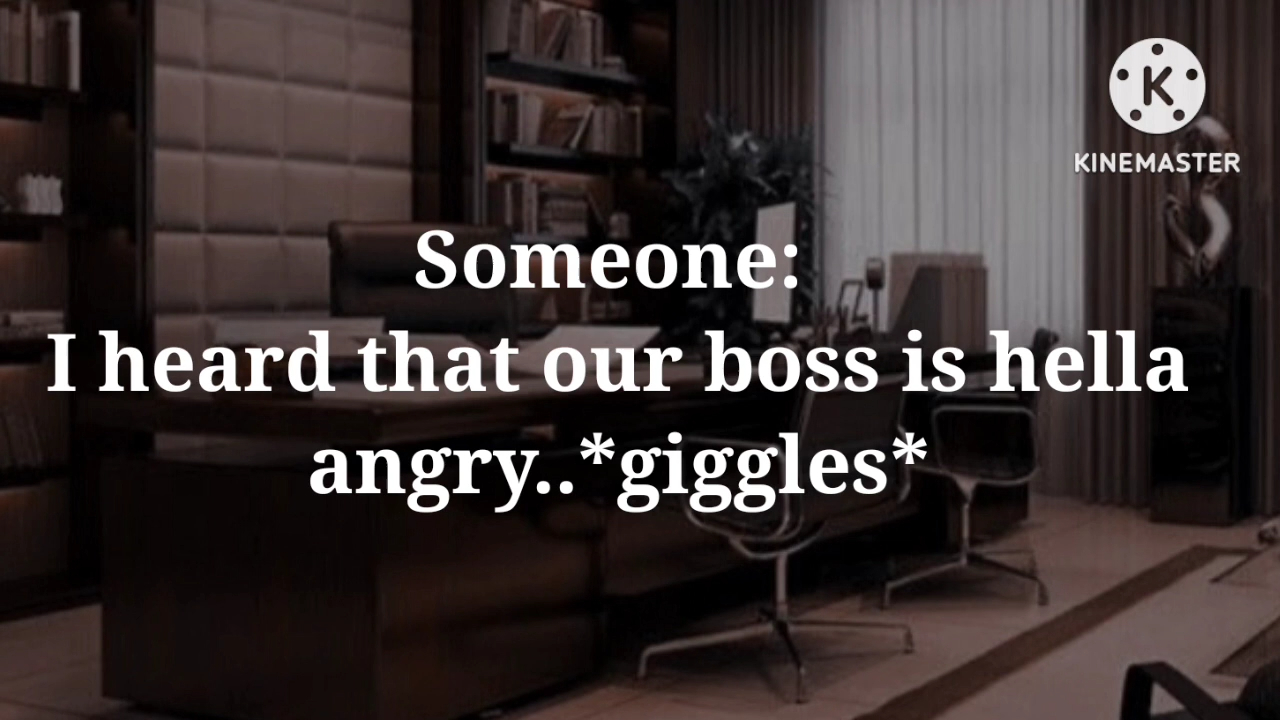 K
KINEMASTER
Someone:
I heard that our boss is hella
angry..*giggles*